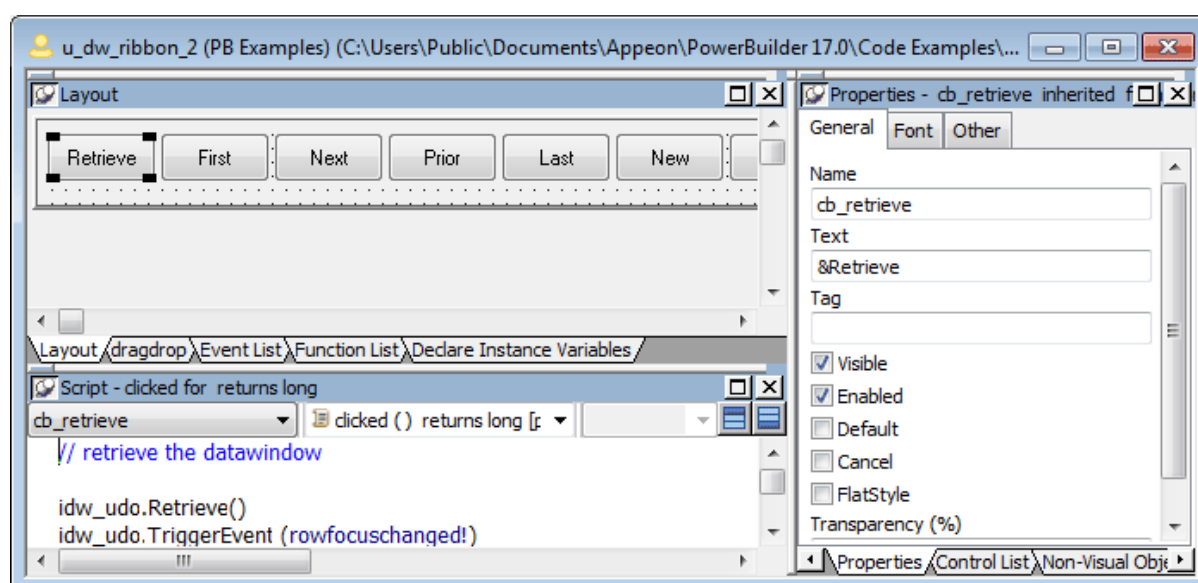 u_dw_ribbon_2 (PB Examples) (C:\Users\Public\Documents\Appeon\PowerBuilder 17.0\Code Examples\...
Layout
Retrieve First Next Prior Last New
Layout dragdrop Event List Function List Declare Instance Variables
Script - clicked for returns long
cb_retrieve clicked ( ) returns long [p
// retrieve the datawindow
idw_udo.Retrieve()
idw_udo.TriggerEvent (rowfocuschanged!)
Properties - cb_retrieve inherited f
General Font Other
Name
cb_retrieve
Text
&Retrieve
Tag
Visible
Enabled
Default
Cancel
FlatStyle
Transparency (%)
Properties Control List Non-Visual Obje